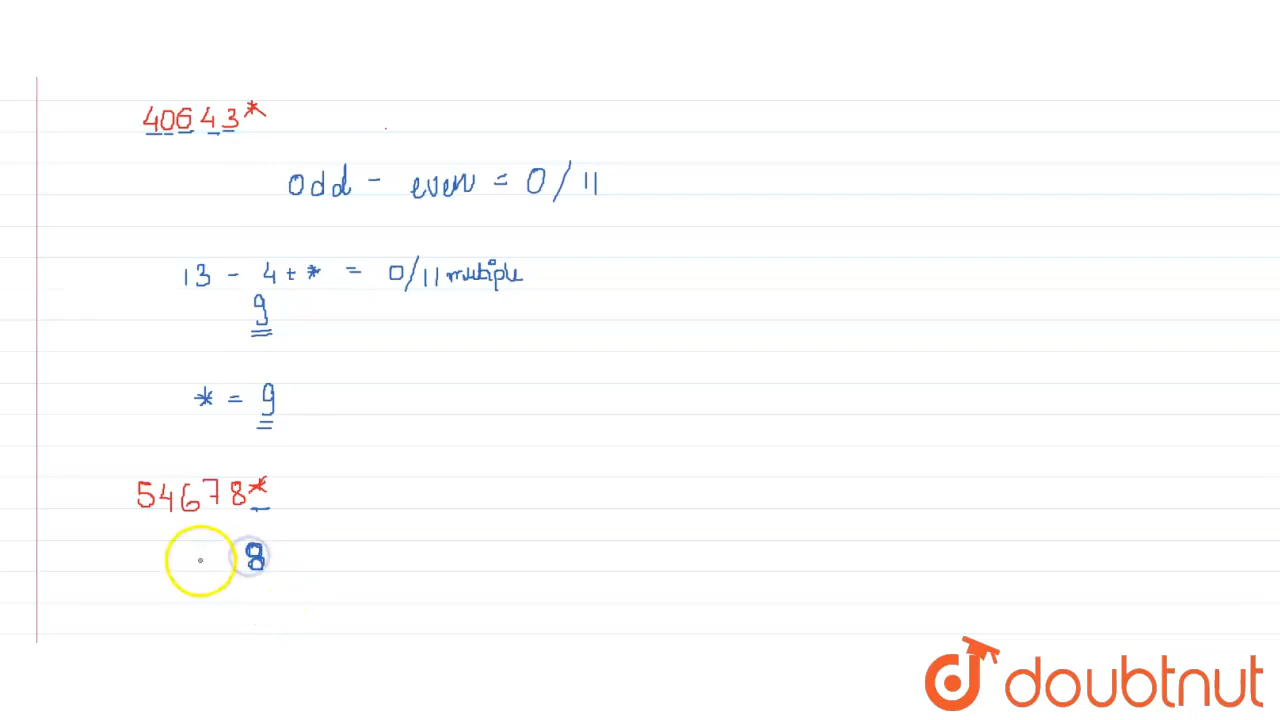 40643*
odd - even = 0/11
13 - 4+* = 0/11 multiple
9
* = 9
54678*
8
doubtnut